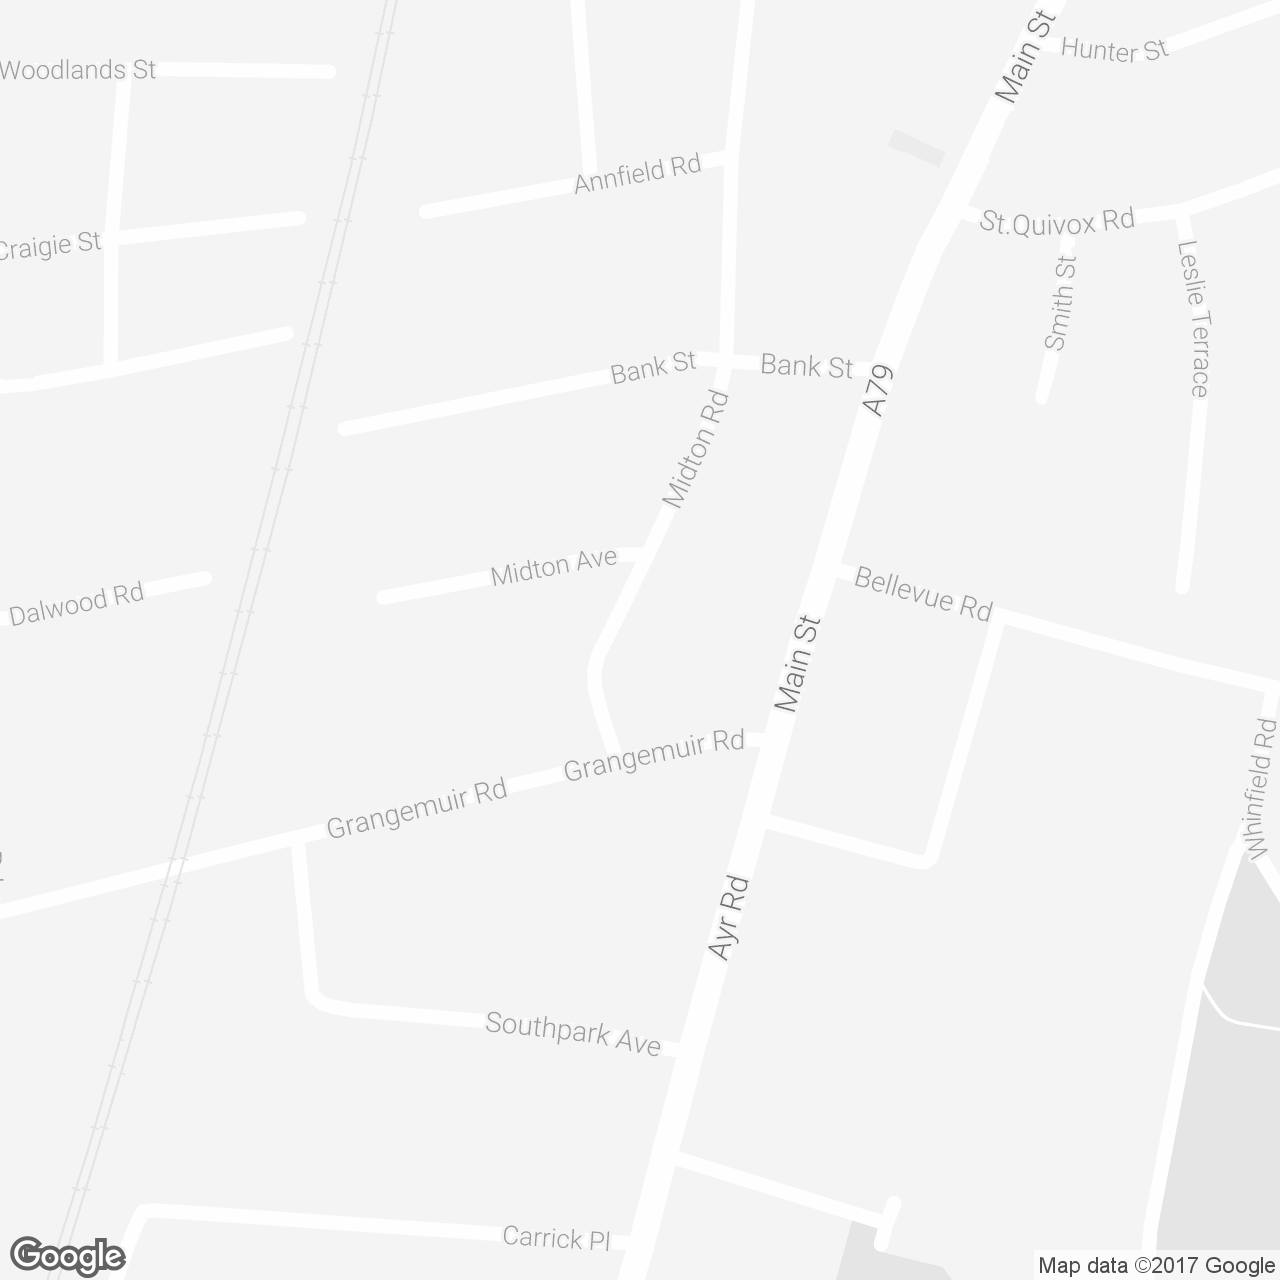 Main St
Hunter St
Woodlands St
Annfield Rd
St.Quivox Rd
Craigie St
Leslie Terrace
Smith St
Bank St
Bank St
A79
Midton Rd
Midton Ave
Bellevue Rd
Dalwood Rd
Main St
Grangemuir Rd
Whinfield Rd
Grangemuir Rd
Ayr Rd
Southpark Ave
Carrick Pl
Google
Map data ©2017 Google